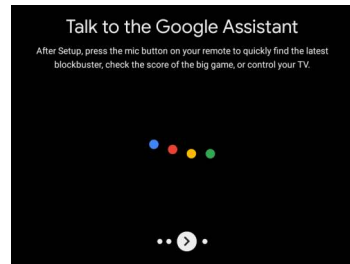 Talk to the Google Assistant
After Setup, press the mic button on your remote to quickly find the latest
blockbuster, check the score of the big game, or control your TV.